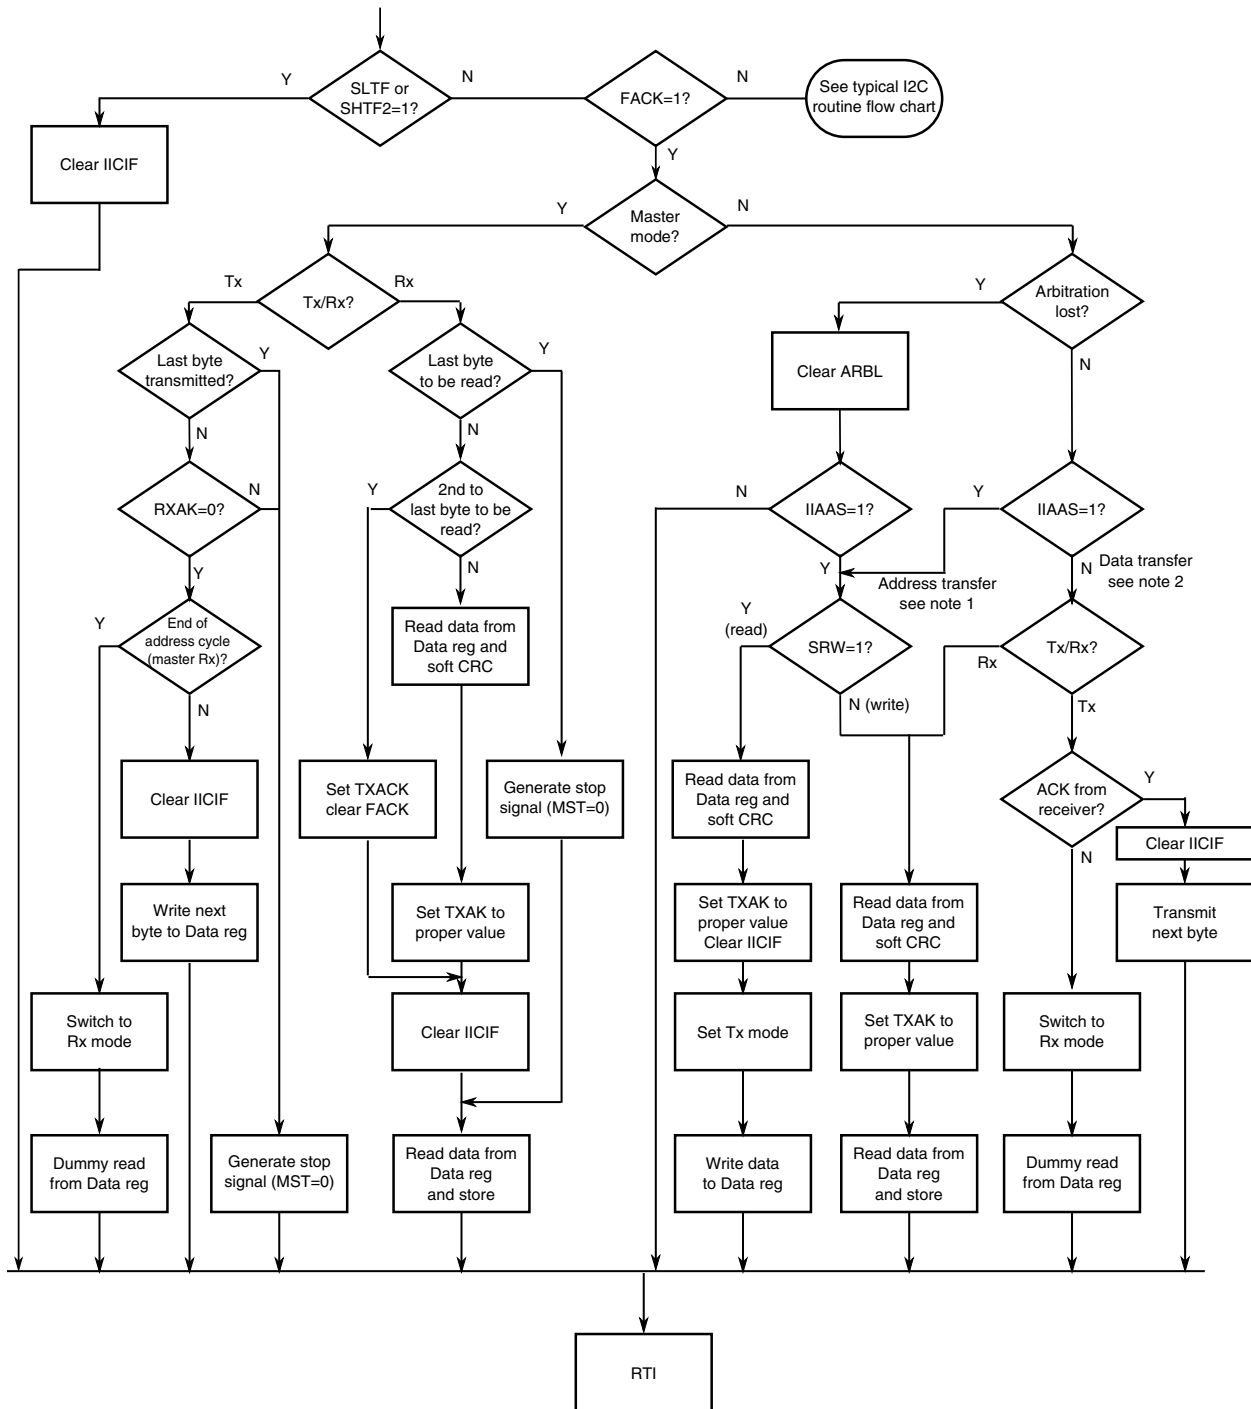 Y
SLTF or
SHTF2=1?
N
FACK=1?
N
See typical I2C
routine flow chart
Clear IICIF
Y
Y
Master
mode?
N
Tx
Tx/Rx?
Rx
Y
Arbitration
lost?
Last byte
transmitted?
Y
Last byte
to be read?
Y
Clear ARBL
N
N
N
RXAK=0?
N
Y
2nd to
last byte to be
read?
N
IIAAS=1?
Y
IIAAS=1?
Y
N
Y
Address transfer
see note 1
N
Data transfer
see note 2
Y
End of
address cycle
(master Rx)?
Read data from
Data reg and
soft CRC
Y
(read)
SRW=1?
Rx
Tx/Rx?
N
N (write)
Tx
Clear IICIF
Set TXACK
clear FACK
Generate stop
signal (MST=0)
Read data from
Data reg and
soft CRC
ACK from
receiver?
Y
Clear IICIF
N
Write next
byte to Data reg
Set TXAK to
proper value
Set TXAK to
proper value
Clear IICIF
Read data from
Data reg and
soft CRC
Transmit
next byte
Switch to
Rx mode
Clear IICIF
Set Tx mode
Set TXAK to
proper value
Switch to
Rx mode
Dummy read
from Data reg
Generate stop
signal (MST=0)
Read data from
Data reg
and store
Write data
to Data reg
Read data from
Data reg
and store
Dummy read
from Data reg
RTI